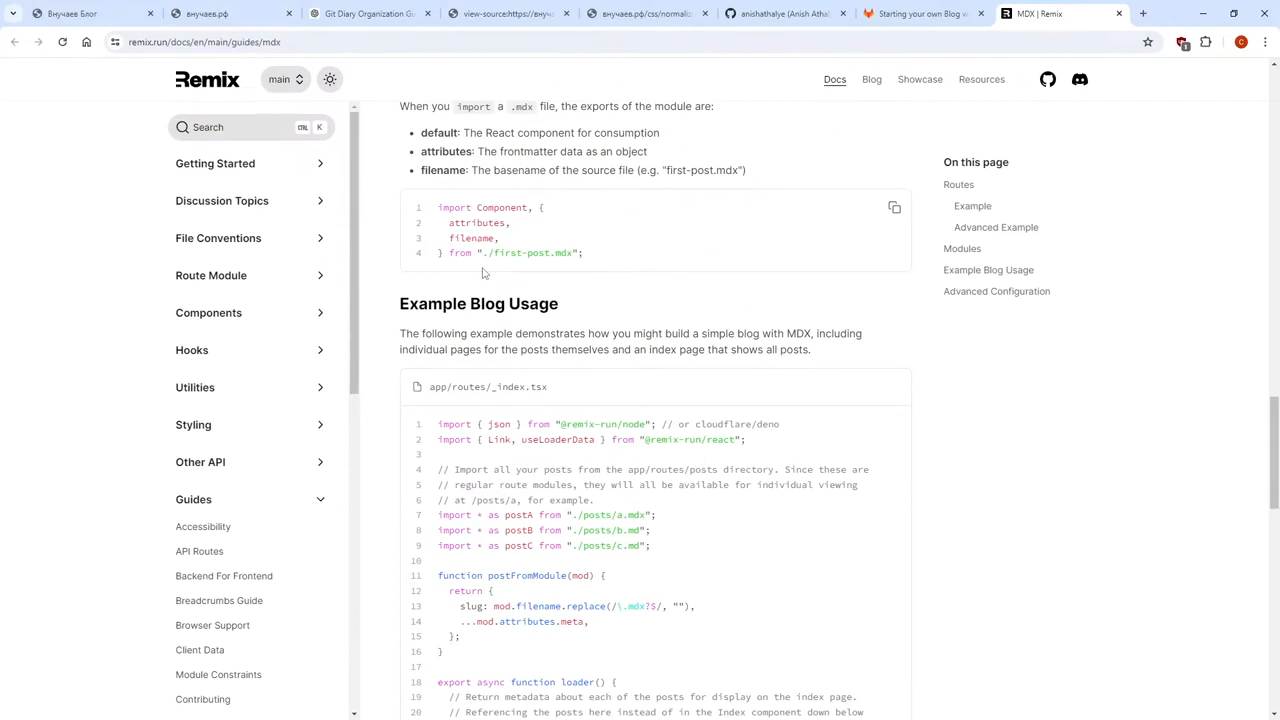 Внучаев Блог
Внучаев.рф
Git Diary Organization Gu
view-source:https://внуч
внучаев.рф/css/normaliz
anishathalye (Anish Athal
Starting your own Blog w
MDX | Remix
remix.run/docs/en/main/guides/mdx
Remix
main
Docs
Blog
Showcase
Resources
Search
CTRL
K
Getting Started
Discussion Topics
File Conventions
Route Module
Components
Hooks
Utilities
Styling
Other API
Guides
Accessibility
API Routes
Backend For Frontend
Breadcrumbs Guide
Browser Support
Client Data
Module Constraints
Contributing
When you import a .mdx file, the exports of the module are:
default: The React component for consumption
attributes: The frontmatter data as an object
filename: The basename of the source file (e.g. "first-post.mdx")
1 import Component, {
2 attributes,
3 filename,
4 } from "./first-post.mdx";
Example Blog Usage
The following example demonstrates how you might build a simple blog with MDX, including
individual pages for the posts themselves and an index page that shows all posts.
app/routes/_index.tsx
1 import { json } from "@remix-run/node"; // or cloudflare/deno
2 import { Link, useLoaderData } from "@remix-run/react";
3
4 // Import all your posts from the app/routes/posts directory. Since these are
5 // regular route modules, they will all be available for individual viewing
6 // at /posts/a, for example.
7 import * as postA from "./posts/a.mdx";
8 import * as postB from "./posts/b.md";
9 import * as postC from "./posts/c.md";
10
11 function postFromModule(mod) {
12 return {
13 slug: mod.filename.replace(/\.mdx?$/, ""),
14 ...mod.attributes.meta,
15 };
16 }
17
18 export async function loader() {
19 // Return metadata about each of the posts for display on the index page.
20 // Referencing the posts here instead of in the Index component down below
On this page
Routes
Example
Advanced Example
Modules
Example Blog Usage
Advanced Configuration